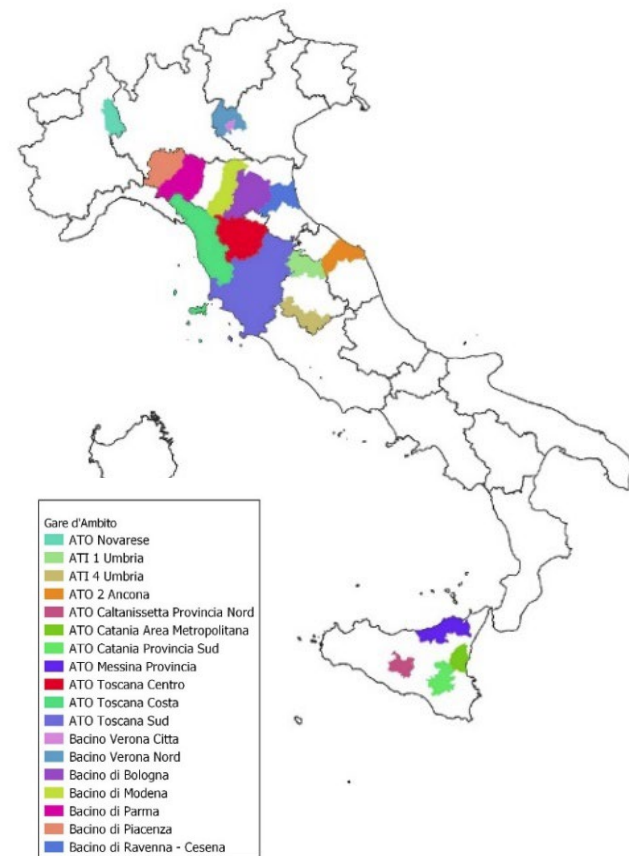 Gare d'Ambito
ATO Novarese
ATI 1 Umbria
ATI 4 Umbria
ATO 2 Ancona
ATO Caltanissetta Provincia Nord
ATO Catania Area Metropolitana
ATO Catania Provincia Sud
ATO Messina Provincia
ATO Toscana Centro
ATO Toscana Costa
ATO Toscana Sud
Bacino Verona Citta
Bacino Verona Nord
Bacino di Bologna
Bacino di Modena
Bacino di Parma
Bacino di Piacenza
Bacino di Ravenna - Cesena